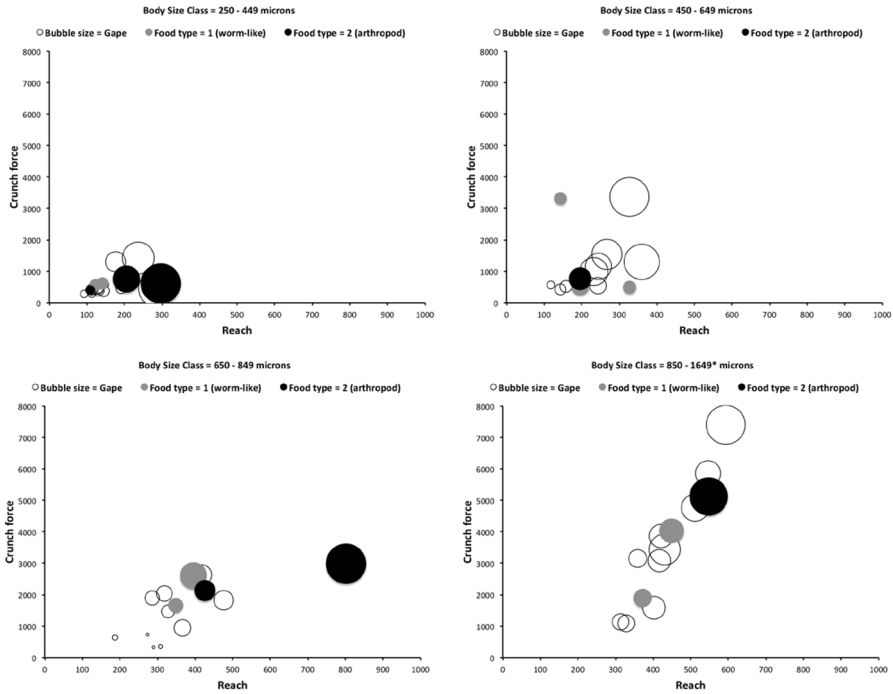 Body Size Class = 250 - 449 microns
Bubble size = Gape Food type = 1 (worm-like) Food type = 2 (arthropod)
8000
7000
6000
5000
4000
3000
2000
1000
0
Crunch force
0 100 200 300 400 500 600 700 800 900 1000
Reach
Body Size Class = 450 - 649 microns
Bubble size = Gape Food type = 1 (worm-like) Food type = 2 (arthropod)
8000
7000
6000
5000
4000
3000
2000
1000
0
Crunch force
0 100 200 300 400 500 600 700 800 900 1000
Reach
Body Size Class = 650 - 849 microns
Bubble size = Gape Food type = 1 (worm-like) Food type = 2 (arthropod)
8000
7000
6000
5000
4000
3000
2000
1000
0
Crunch force
0 100 200 300 400 500 600 700 800 900 1000
Reach
Body Size Class = 850 - 1649* microns
Bubble size = Gape Food type = 1 (worm-like) Food type = 2 (arthropod)
8000
7000
6000
5000
4000
3000
2000
1000
0
Crunch force
0 100 200 300 400 500 600 700 800 900 1000
Reach